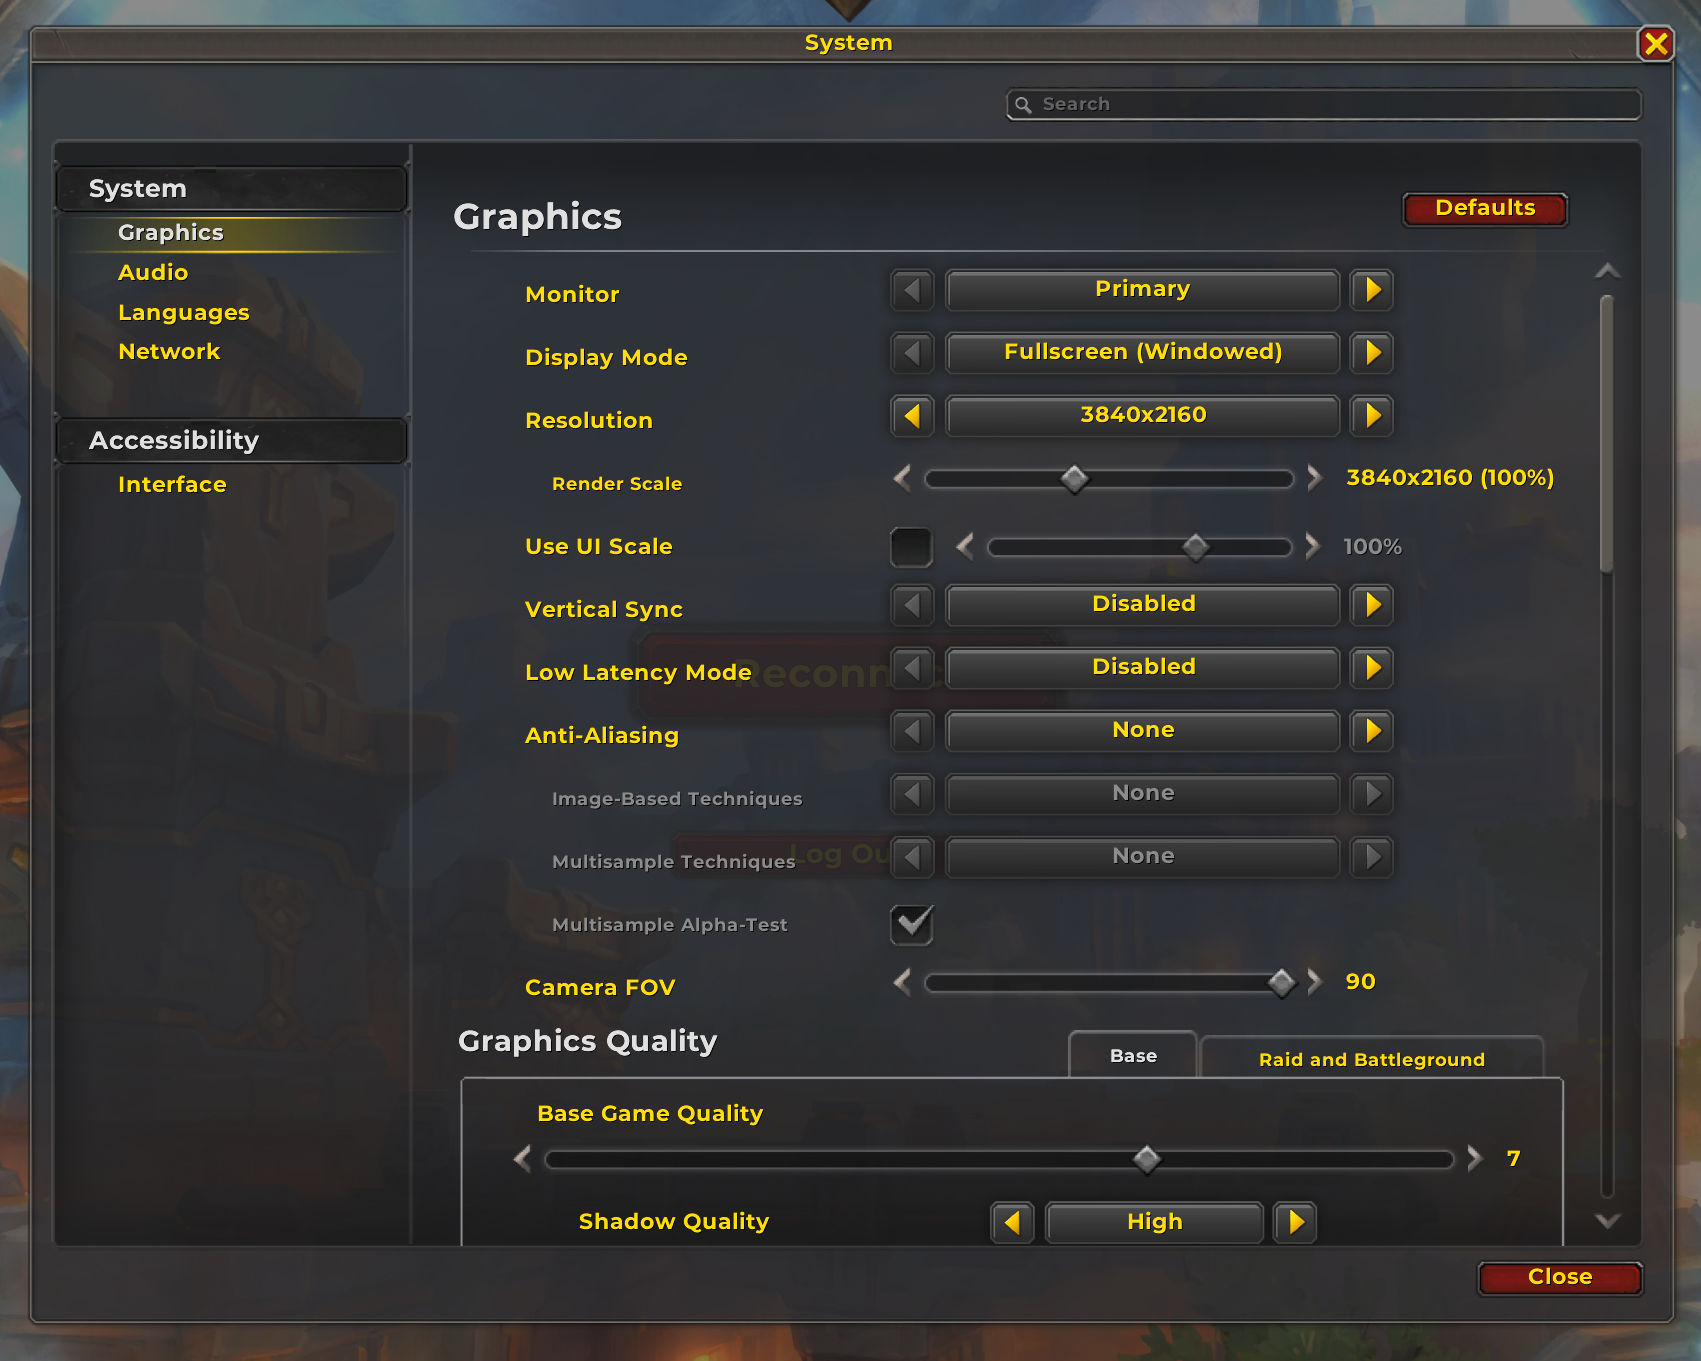 System
Search
System
Graphics
Audio
Languages
Network
Accessibility
Interface
Graphics
Defaults
Monitor
Primary
Display Mode
Fullscreen (Windowed)
Resolution
3840x2160
Render Scale
3840x2160 (100%)
Use UI Scale
100%
Vertical Sync
Disabled
Low Latency Mode
Disabled
Anti-Aliasing
None
Image-Based Techniques
None
Multisample Techniques
Log Ou
None
Multisample Alpha-Test
Camera FOV
90
Graphics Quality
Base
Raid and Battleground
Base Game Quality
7
Shadow Quality
High
Close